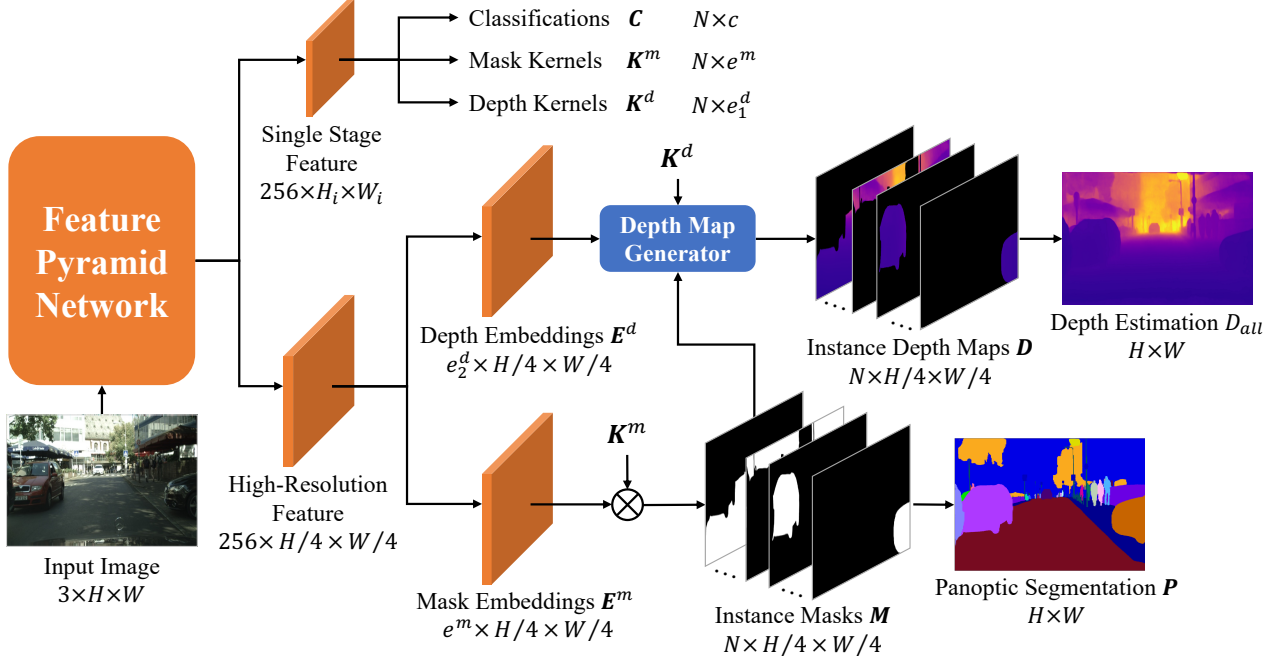 Classifications C N×c
Mask Kernels K^m N×e^m
Depth Kernels K^d N×e_1^d
Single Stage
Feature
256×H_i×W_i
Feature
Pyramid
Network
K^d
Depth Map
Generator
Depth Embeddings E^d
e_2^d×H/4×W/4
Instance Depth Maps D
N×H/4×W/4
Depth Estimation D_all
H×W
High-Resolution
Feature
256×H/4×W/4
Input Image
3×H×W
K^m
Mask Embeddings E^m
e^m×H/4×W/4
Instance Masks M
N×H/4×W/4
Panoptic Segmentation P
H×W